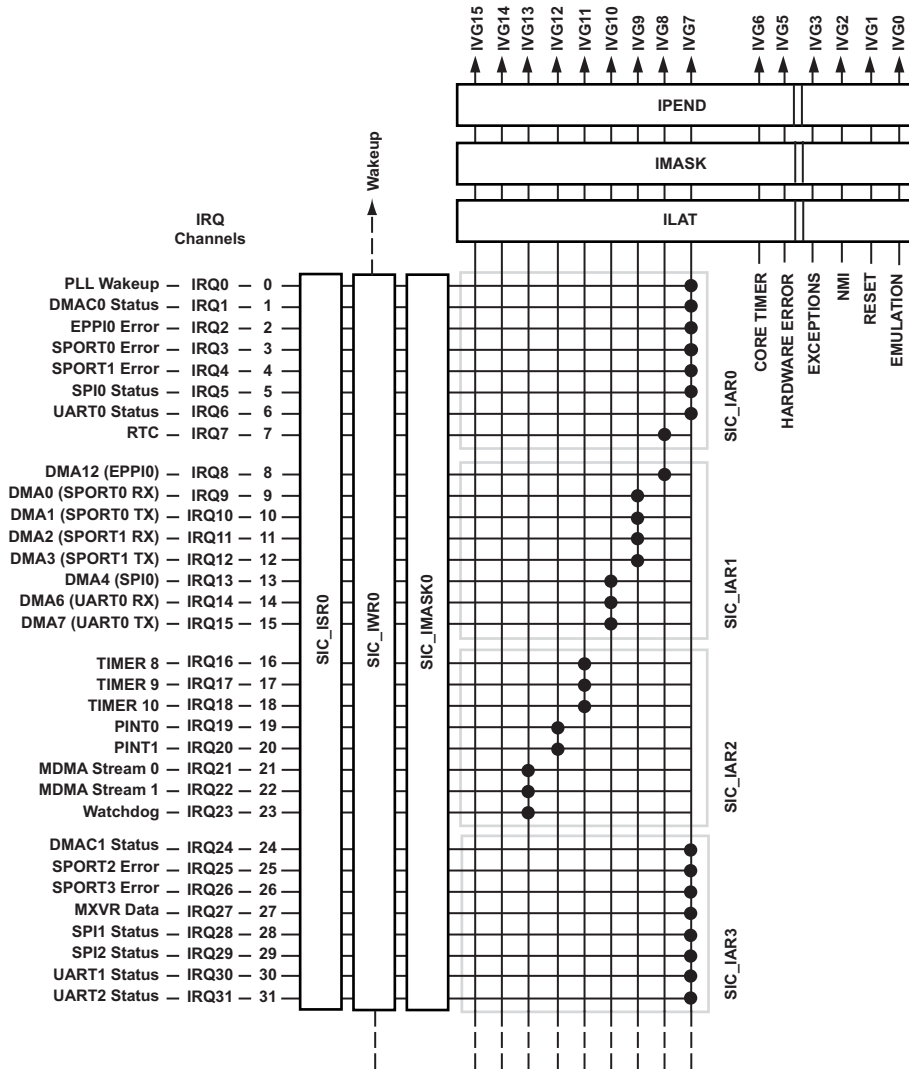 IVG15 IVG14 IVG13 IVG12 IVG11 IVG10 IVG9 IVG8 IVG7 IVG6 IVG5 IVG3 IVG2 IVG1 IVG0
IPEND
IMASK
ILAT
Wakeup
IRQ
Channels
CORE TIMER
HARDWARE ERROR
EXCEPTIONS
NMI
RESET
EMULATION
PLL Wakeup — IRQ0 — 0
DMAC0 Status — IRQ1 — 1
EPPI0 Error — IRQ2 — 2
SPORT0 Error — IRQ3 — 3
SPORT1 Error — IRQ4 — 4
SPI0 Status — IRQ5 — 5
UART0 Status — IRQ6 — 6
RTC — IRQ7 — 7
SIC_IAR0
DMA12 (EPPI0) — IRQ8 — 8
DMA0 (SPORT0 RX) — IRQ9 — 9
DMA1 (SPORT0 TX) — IRQ10 — 10
DMA2 (SPORT1 RX) — IRQ11 — 11
DMA3 (SPORT1 TX) — IRQ12 — 12
DMA4 (SPI0) — IRQ13 — 13
DMA6 (UART0 RX) — IRQ14 — 14
DMA7 (UART0 TX) — IRQ15 — 15
SIC_IAR1
SIC_ISR0
SIC_IWR0
SIC_IMASK0
TIMER 8 — IRQ16 — 16
TIMER 9 — IRQ17 — 17
TIMER 10 — IRQ18 — 18
PINT0 — IRQ19 — 19
PINT1 — IRQ20 — 20
MDMA Stream 0 — IRQ21 — 21
MDMA Stream 1 — IRQ22 — 22
Watchdog — IRQ23 — 23
SIC_IAR2
DMAC1 Status — IRQ24 — 24
SPORT2 Error — IRQ25 — 25
SPORT3 Error — IRQ26 — 26
MXVR Data — IRQ27 — 27
SPI1 Status — IRQ28 — 28
SPI2 Status — IRQ29 — 29
UART1 Status — IRQ30 — 30
UART2 Status — IRQ31 — 31
SIC_IAR3